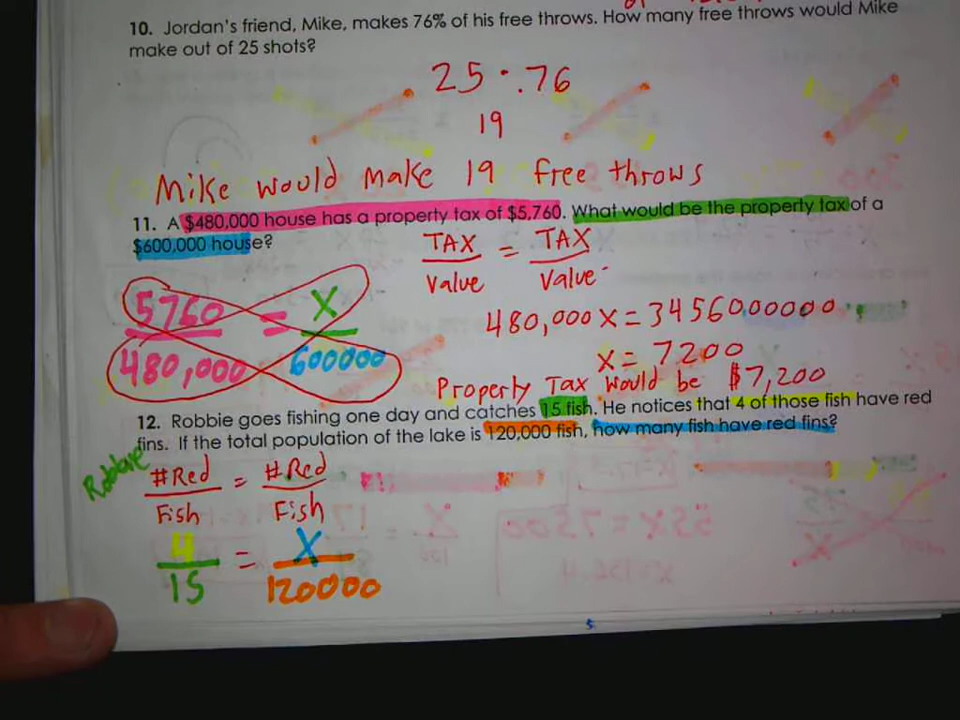 10. Jordan's friend, Mike, makes 76% of his free throws. How many free throws would Mike
make out of 25 shots?
25 · .76
19
Mike would make 19 free throws
11. A $480,000 house has a property tax of $5,760. What would be the property tax of a
$600,000 house?
TAX = TAX
Value Value
5760 = X
480,000 600000
480,000X = 3456000000
X = 7200
Property Tax would be $7,200
12. Robbie goes fishing one day and catches 15 fish. He notices that 4 of those fish have red
fins. If the total population of the lake is 120,000 fish, how many fish have red fins?
#Red = #Red
Fish Fish
4 = X
15 120000
5